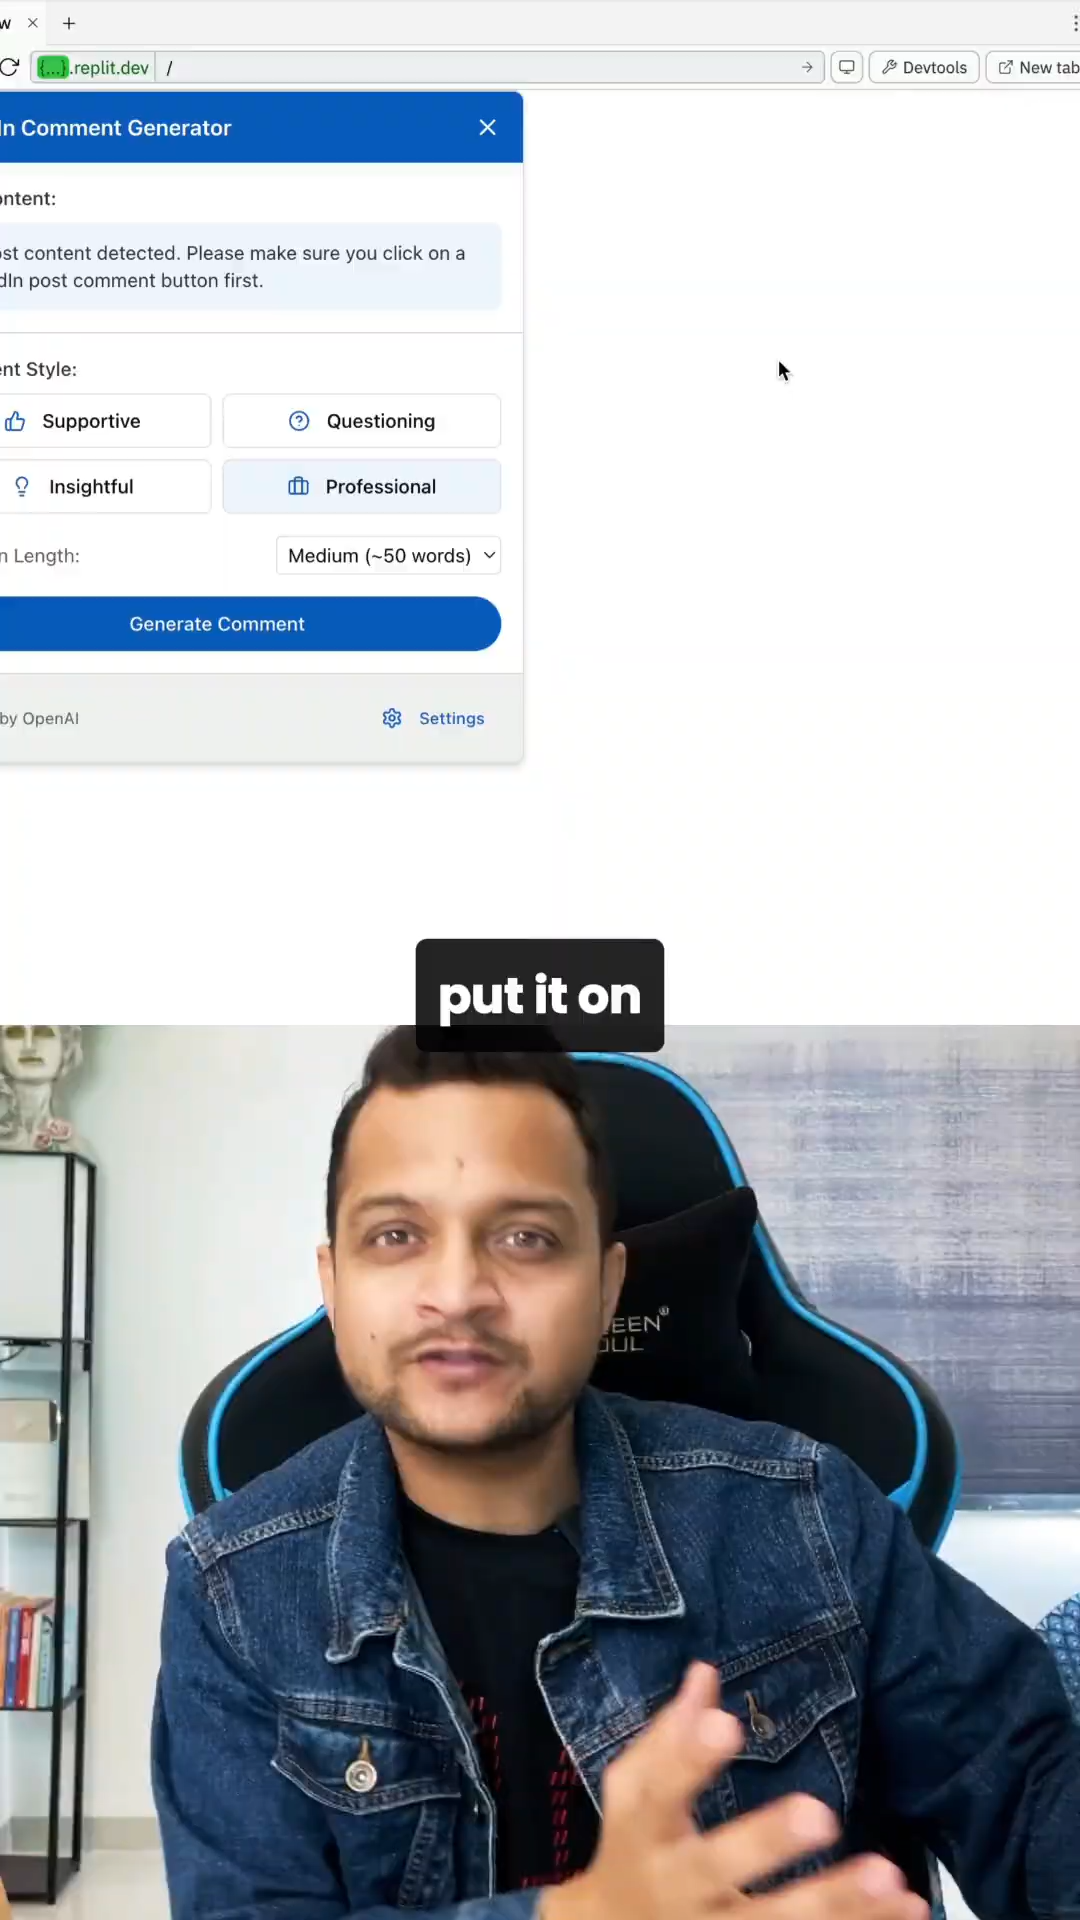 w
{...}.replit.dev /
Devtools
New tab
In Comment Generator
ontent:
st content detected. Please make sure you click on a
dIn post comment button first.
nt Style:
Supportive
Questioning
Insightful
Professional
n Length:
Medium (~50 words)
Generate Comment
by OpenAI
Settings
put it on
EEN
OUL